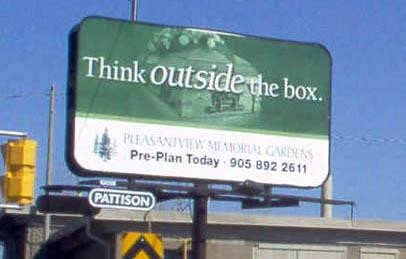 Think outside the box.
PLEASANTVIEW MEMORIAL GARDENS
Pre-Plan Today · 905 892 2611
PATTISON